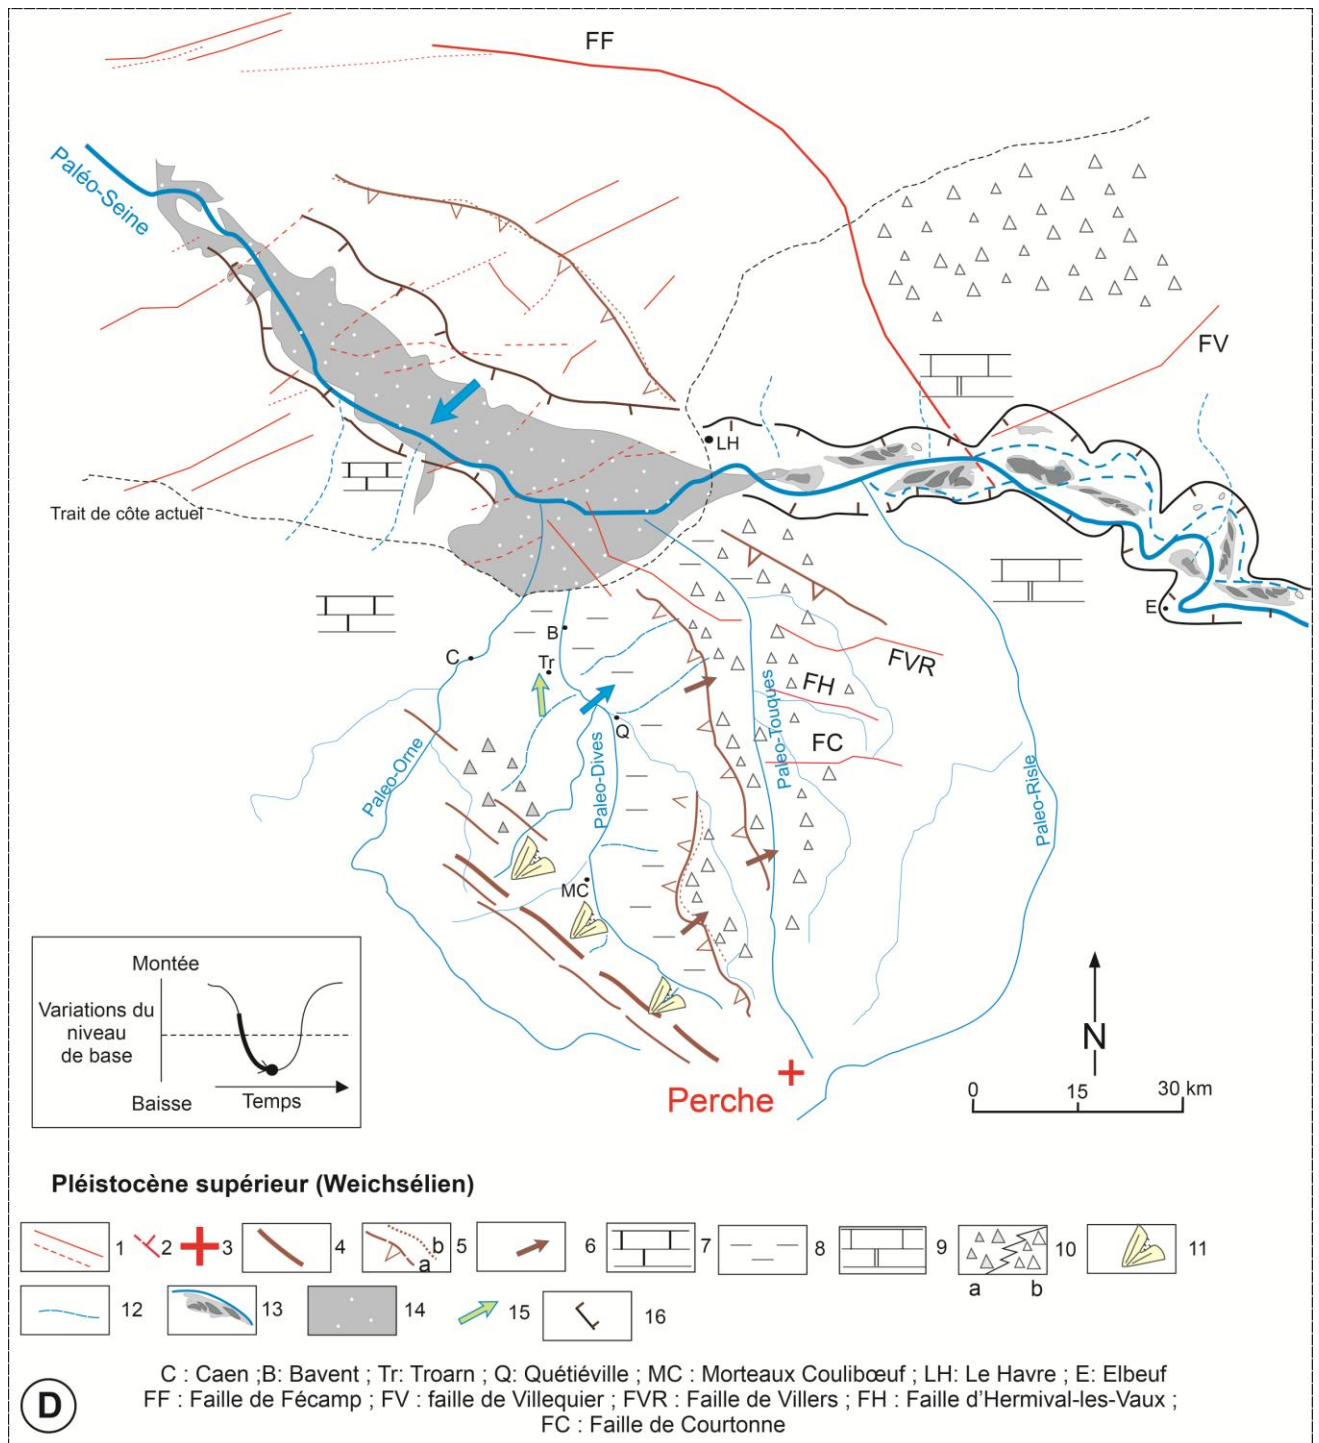 FF
Paléo-Seine
FV
LH
Trait de côte actuel
E
B
C
Tr
FVR
FH
Q
FC
Paleo-Orne
Paleo-Dives
Paleo-Touques
Paleo-Risle
MC
Montée
Variations du
niveau
de base
Baisse
Temps
N
Perche
0 15 30 km
Pléistocène supérieur (Weichsélien)
1 2 3 4 a b 5 6 7 8 9 10 11
a b
12 13 14 15 16
C : Caen ;B: Bavent ; Tr: Troarn ; Q: Quétiéville ; MC : Morteaux Coulibœuf ; LH: Le Havre ; E: Elbeuf
FF : Faille de Fécamp ; FV : faille de Villequier ; FVR : Faille de Villers ; FH : Faille d'Hermival-les-Vaux ;
FC : Faille de Courtonne
D